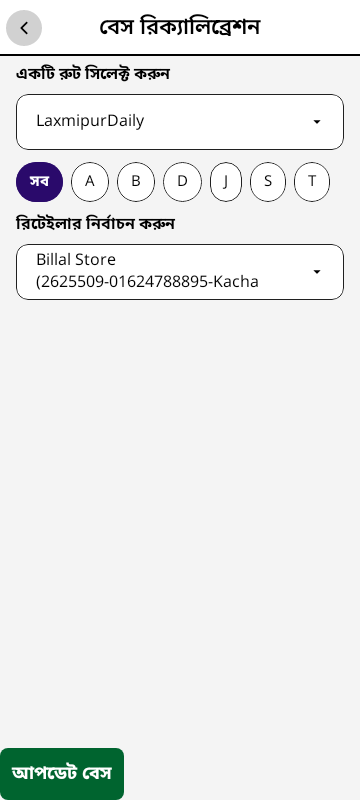 বেস রিক্যালিব্রেশন
একটি রুট সিলেক্ট করুন
LaxmipurDaily
সব A B D J S T
রিটেইলার নির্বাচন করুন
Billal Store
(2625509-01624788895-Kacha
আপডেট বেস